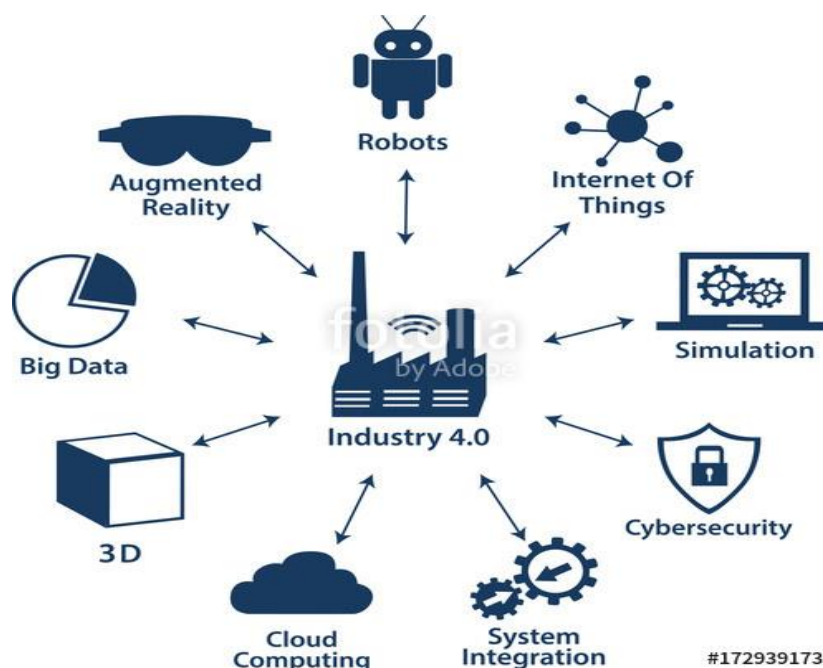 Robots
Augmented
Reality
Internet Of
Things
Big Data
fotolia
by Adobe
Simulation
Industry 4.0
3D
Cybersecurity
Cloud
Computing
System
Integration
#172939173